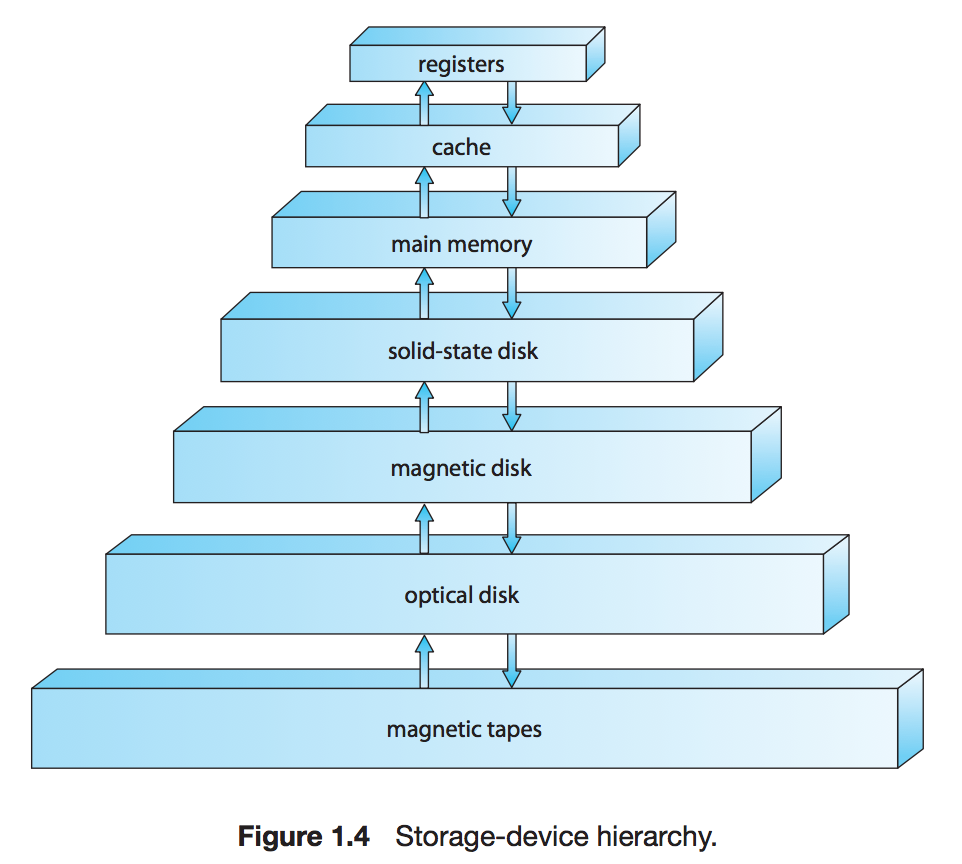 registers
cache
main memory
solid-state disk
magnetic disk
optical disk
magnetic tapes
Figure 1.4 Storage-device hierarchy.